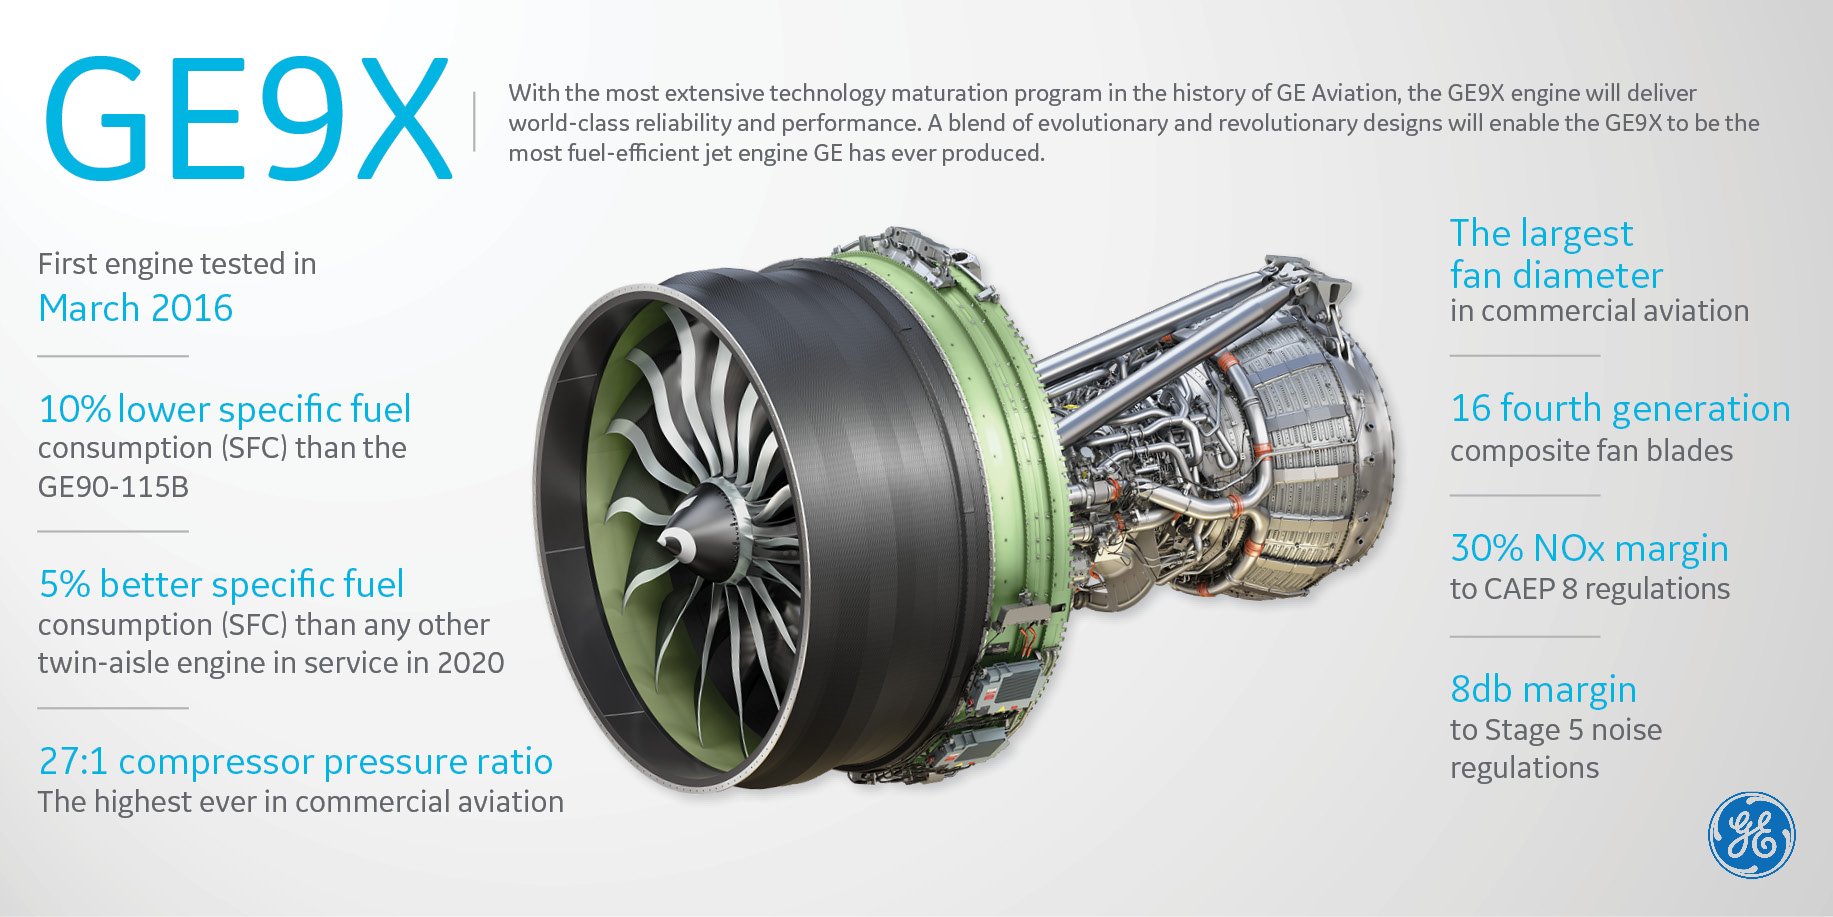 GE9X
With the most extensive technology maturation program in the history of GE Aviation, the GE9X engine will deliver
world-class reliability and performance. A blend of evolutionary and revolutionary designs will enable the GE9X to be the
most fuel-efficient jet engine GE has ever produced.
First engine tested in
March 2016
10% lower specific fuel
consumption (SFC) than the
GE90-115B
5% better specific fuel
consumption (SFC) than any other
twin-aisle engine in service in 2020
27:1 compressor pressure ratio
The highest ever in commercial aviation
The largest
fan diameter
in commercial aviation
16 fourth generation
composite fan blades
30% NOx margin
to CAEP 8 regulations
8db margin
to Stage 5 noise
regulations
GE